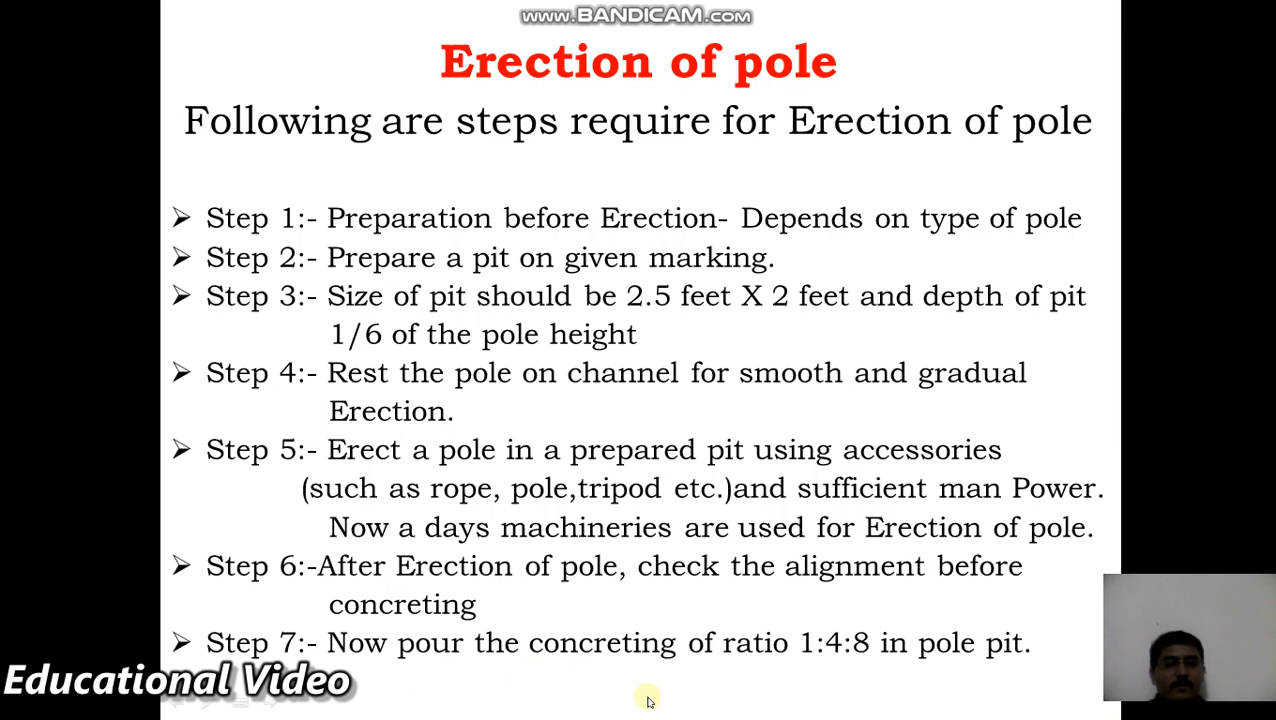 www.BANDICAM.com
Erection of pole
Following are steps require for Erection of pole
➢ Step 1:- Preparation before Erection- Depends on type of pole
➢ Step 2:- Prepare a pit on given marking.
➢ Step 3:- Size of pit should be 2.5 feet X 2 feet and depth of pit
1/6 of the pole height
➢ Step 4:- Rest the pole on channel for smooth and gradual
Erection.
➢ Step 5:- Erect a pole in a prepared pit using accessories
(such as rope, pole,tripod etc.)and sufficient man Power.
Now a days machineries are used for Erection of pole.
➢ Step 6:-After Erection of pole, check the alignment before
concreting
➢ Step 7:- Now pour the concreting of ratio 1:4:8 in pole pit.
Educational Video